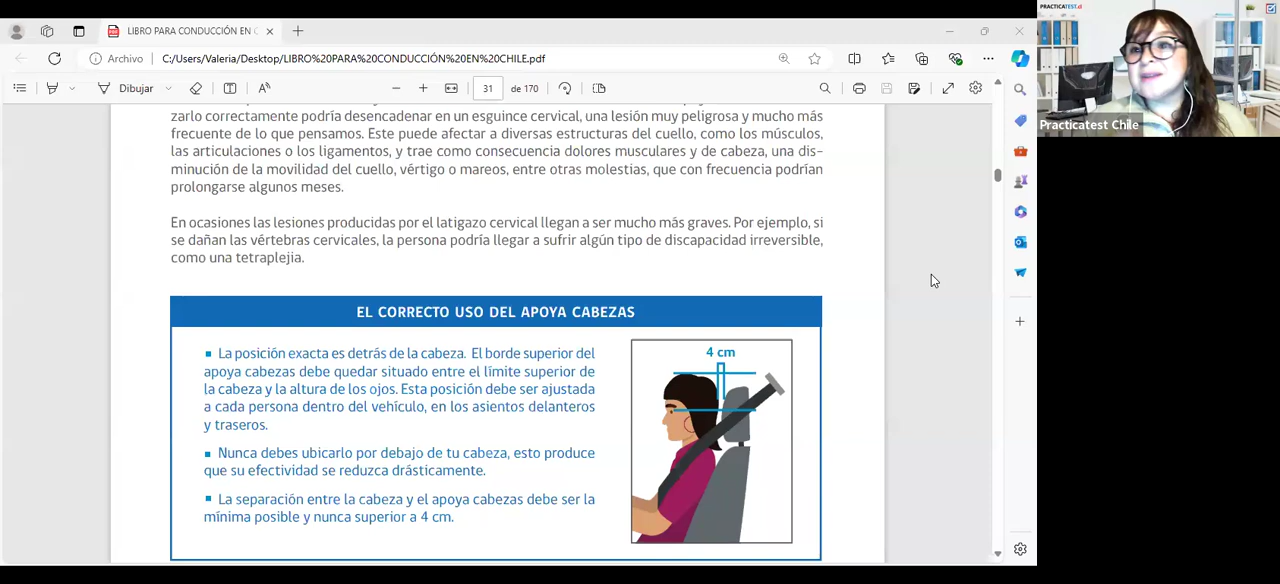 LIBRO PARA CONDUCCIÓN EN C
PRACTICATEST.cl
Archivo
C:/Users/Valeria/Desktop/LIBRO%20PARA%20CONDUCCIÓN%20EN%20CHILE.pdf
Dibujar
31 de 170
Practicatest Chile
zarlo correctamente podría desencadenar en un esguince cervical, una lesión muy peligrosa y mucho más
frecuente de lo que pensamos. Este puede afectar a diversas estructuras del cuello, como los músculos,
las articulaciones o los ligamentos, y trae como consecuencia dolores musculares y de cabeza, una dis-
minución de la movilidad del cuello, vértigo o mareos, entre otras molestias, que con frecuencia podrían
prolongarse algunos meses.
En ocasiones las lesiones producidas por el latigazo cervical llegan a ser mucho más graves. Por ejemplo, si
se dañan las vértebras cervicales, la persona podría llegar a sufrir algún tipo de discapacidad irreversible,
como una tetraplejia.
EL CORRECTO USO DEL APOYA CABEZAS
La posición exacta es detrás de la cabeza. El borde superior del
apoya cabezas debe quedar situado entre el límite superior de
la cabeza y la altura de los ojos. Esta posición debe ser ajustada
a cada persona dentro del vehículo, en los asientos delanteros
y traseros.
Nunca debes ubicarlo por debajo de tu cabeza, esto produce
que su efectividad se reduzca drásticamente.
La separación entre la cabeza y el apoya cabezas debe ser la
mínima posible y nunca superior a 4 cm.
4 cm